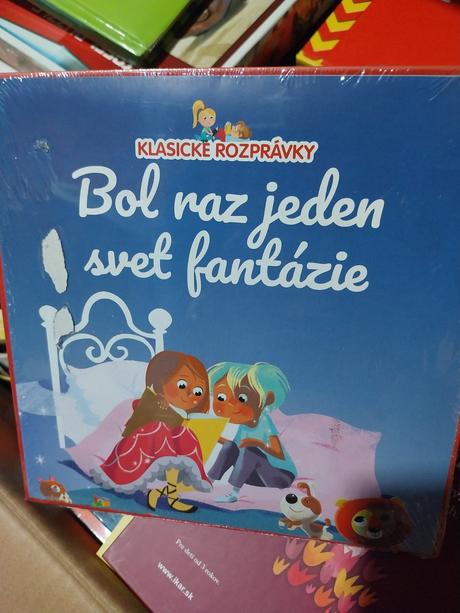 KLASICKÉ ROZPRÁVKY
Bol raz jeden
svet fantázie
Pre deti od 3 rokov.
www.ikar.sk